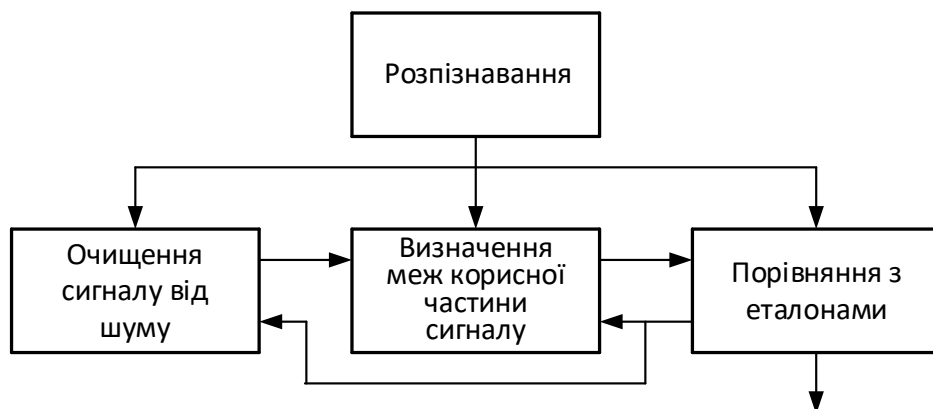 Розпізнавання
Очищення
сигналу від
шуму
Визначення
меж корисної
частини
сигналу
Порівняння з
еталонами